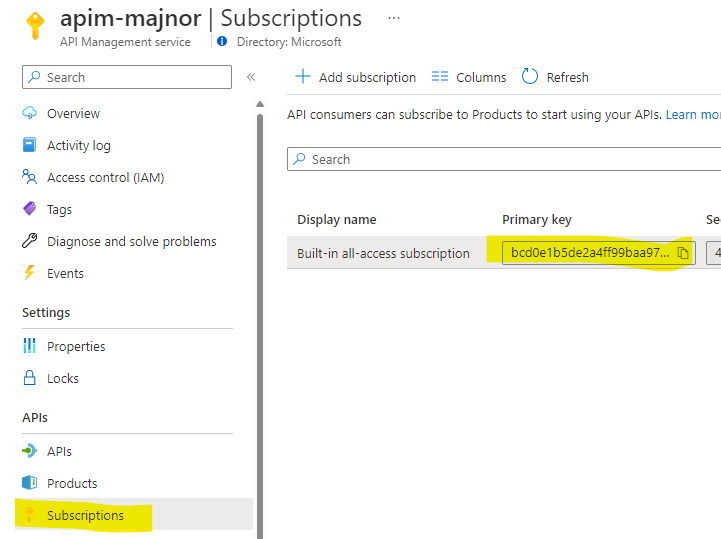 apim-majnor | Subscriptions ...
API Management service Directory: Microsoft
Search
Overview
Activity log
Access control (IAM)
Tags
Diagnose and solve problems
Events
Settings
Properties
Locks
APIs
APIs
Products
Subscriptions
Add subscription Columns Refresh
API consumers can subscribe to Products to start using your APIs. Learn mor
Search
Display name Primary key Se
Built-in all-access subscription bcd0e1b5de2a4ff99baa97... 4